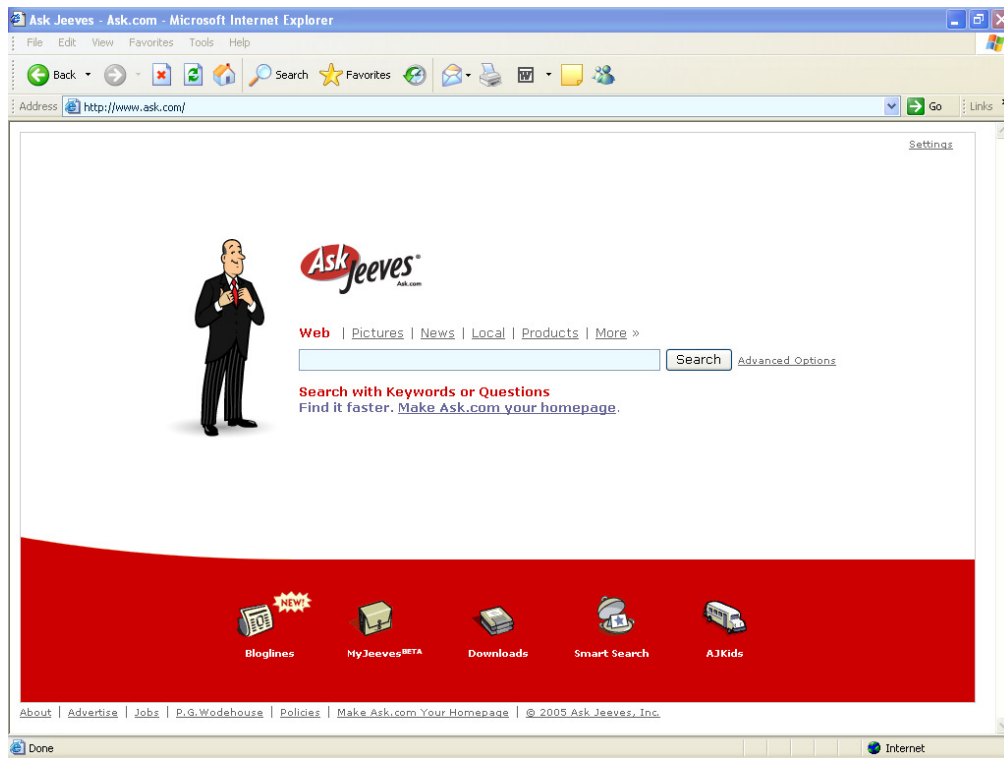 Ask Jeeves - Ask.com - Microsoft Internet Explorer
File Edit View Favorites Tools Help
Back Search Favorites W
Address http://www.ask.com/ Go Links
Settings
Ask Jeeves®
Ask.com
Web | Pictures | News | Local | Products | More »
Search Advanced Options
Search with Keywords or Questions
Find it faster. Make Ask.com your homepage.
NEW!
Bloglines MyJeeves BETA Downloads Smart Search AJKids
About | Advertise | Jobs | P.G.Wodehouse | Policies | Make Ask.com Your Homepage | © 2005 Ask Jeeves, Inc.
Done Internet